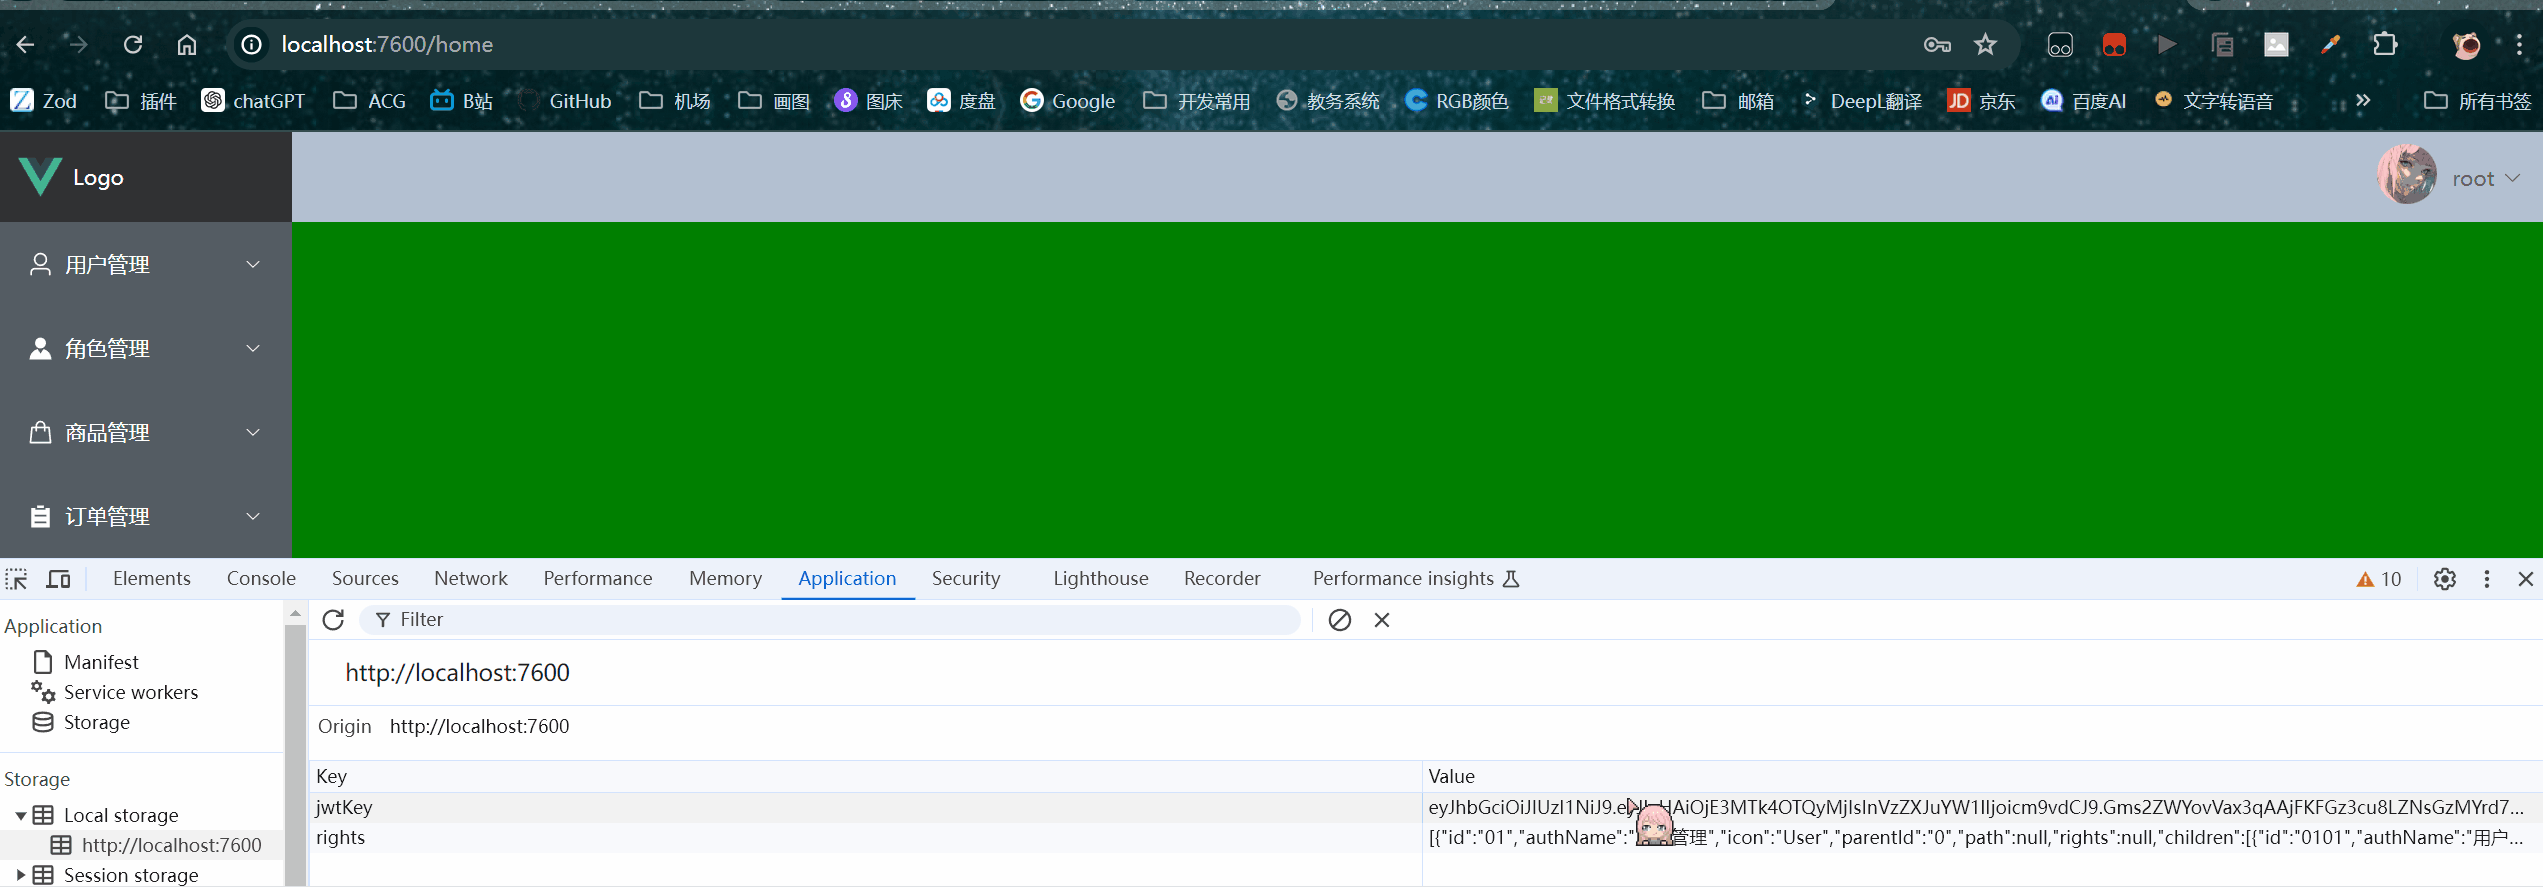 localhost:7600/home
Zod 插件 chatGPT ACG B站 GitHub 机场 画图 图床 度盘 Google 开发常用 教务系统 RGB颜色 文件格式转换 邮箱 DeepL翻译 京东 百度AI 文字转语音 所有书签
Logo
root
用户管理
角色管理
商品管理
订单管理
Elements Console Sources Network Performance Memory Application Security Lighthouse Recorder Performance insights 10
Application
Filter
Manifest
http://localhost:7600
Service workers
Storage
Origin http://localhost:7600
Storage
Key Value
Local storage
jwtKey
rights
[{"id":"01","authName":" 管理","icon":"User","parentId":"0","path":null,"rights":null,"children":[{"id":"0101","authName":"用户...
http://localhost:7600
Session storage